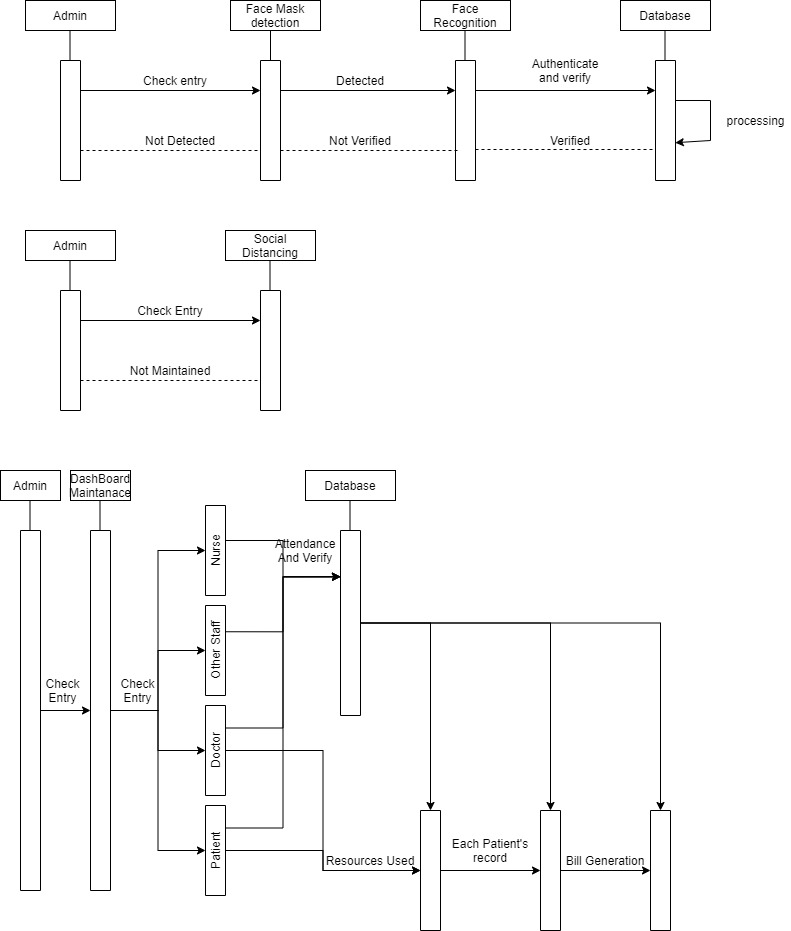 Admin
Face Mask
detection
Face
Recognition
Database
Check entry
Detected
Authenticate
and verify
processing
Not Detected
Not Verified
Verified
Admin
Social
Distancing
Check Entry
Not Maintained
Admin
DashBoard
Maintanace
Database
Nurse
Attendance
And Verify
Other Staff
Check
Entry
Check
Entry
Doctor
Patient
Resources Used
Each Patient's
record
Bill Generation